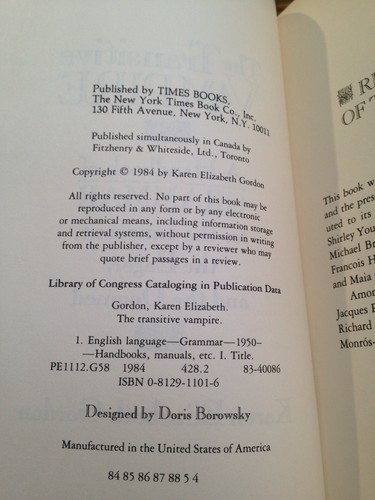 Published by TIMES BOOKS,
The New York Times Book Co., Inc.
130 Fifth Avenue, New York, N.Y. 10011
Published simultaneously in Canada by
Fitzhenry & Whiteside, Ltd., Toronto
Copyright © 1984 by Karen Elizabeth Gordon
All rights reserved. No part of this book may be
reproduced in any form or by any electronic
or mechanical means, including information storage
and retrieval systems, without permission in writing
from the publisher, except by a reviewer who may
quote brief passages in a review.
Library of Congress Cataloging in Publication Data
Gordon, Karen Elizabeth.
The transitive vampire.
1. English language—Grammar—1950-
—Handbooks, manuals, etc. I. Title.
PE1112.G58 1984 428.2 83-40086
ISBN 0-8129-1101-6
Designed by Doris Borowsky
Manufactured in the United States of America
84 85 86 87 88 5 4
OF
This book w
and the pres
uted to its
Shirley You
Michael Br
Francois H
and Maia
Amor
Jacques
Richard
Monrós-